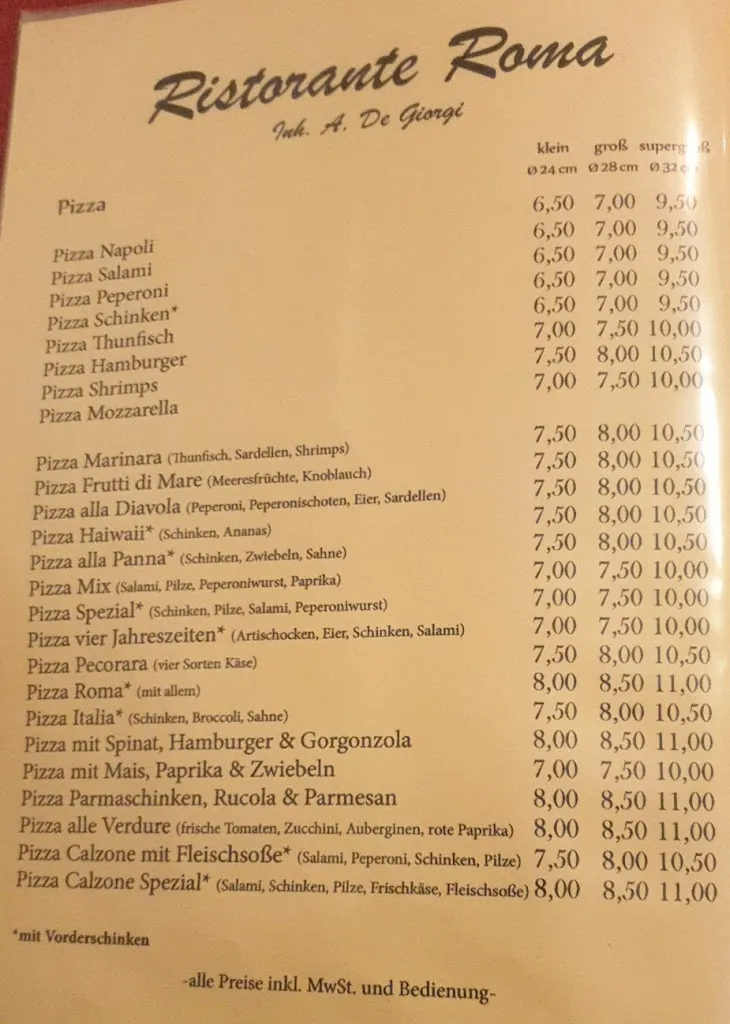 Ristorante Roma
Inh. A. De Giorgi
klein groß supergroß
Ø 24 cm Ø 28 cm Ø 32 cm
Pizza
Pizza Napoli 6,50 7,00 9,50
Pizza Salami 6,50 7,00 9,50
Pizza Peperoni 6,50 7,00 9,50
Pizza Schinken* 6,50 7,00 9,50
Pizza Thunfisch 6,50 7,00 9,50
Pizza Hamburger 7,00 7,50 10,00
Pizza Shrimps 7,50 8,00 10,50
Pizza Mozzarella 7,00 7,50 10,00
Pizza Marinara (Thunfisch, Sardellen, Shrimps) 7,50 8,00 10,50
Pizza Frutti di Mare (Meeresfrüchte, Knoblauch) 7,50 8,00 10,50
Pizza alla Diavola (Peperoni, Peperonischoten, Eier, Sardellen) 7,50 8,00 10,50
Pizza Haiwaii* (Schinken, Ananas) 7,50 8,00 10,50
Pizza alla Panna* (Schinken, Zwiebeln, Sahne) 7,50 8,00 10,50
Pizza Mix (Salami, Pilze, Peperoniwurst, Paprika) 7,00 7,50 10,00
Pizza Spezial* (Schinken, Pilze, Salami, Peperoniwurst) 7,00 7,50 10,00
Pizza vier Jahreszeiten* (Artischocken, Eier, Schinken, Salami) 7,00 7,50 10,00
Pizza Pecorara (vier Sorten Käse) 7,50 8,00 10,50
Pizza Roma* (mit allem) 8,00 8,50 11,00
Pizza Italia* (Schinken, Broccoli, Sahne) 7,50 8,00 10,50
Pizza mit Spinat, Hamburger & Gorgonzola 8,00 8,50 11,00
Pizza mit Mais, Paprika & Zwiebeln 7,00 7,50 10,00
Pizza Parmaschinken, Rucola & Parmesan 8,00 8,50 11,00
Pizza alle Verdure (frische Tomaten, Zucchini, Auberginen, rote Paprika) 8,00 8,50 11,00
Pizza Calzone mit Fleischsoße* (Salami, Peperoni, Schinken, Pilze) 7,50 8,00 10,50
Pizza Calzone Spezial* (Salami, Schinken, Pilze, Frischkäse, Fleischsoße) 8,00 8,50 11,00
*mit Vorderschinken
-alle Preise inkl. MwSt. und Bedienung-